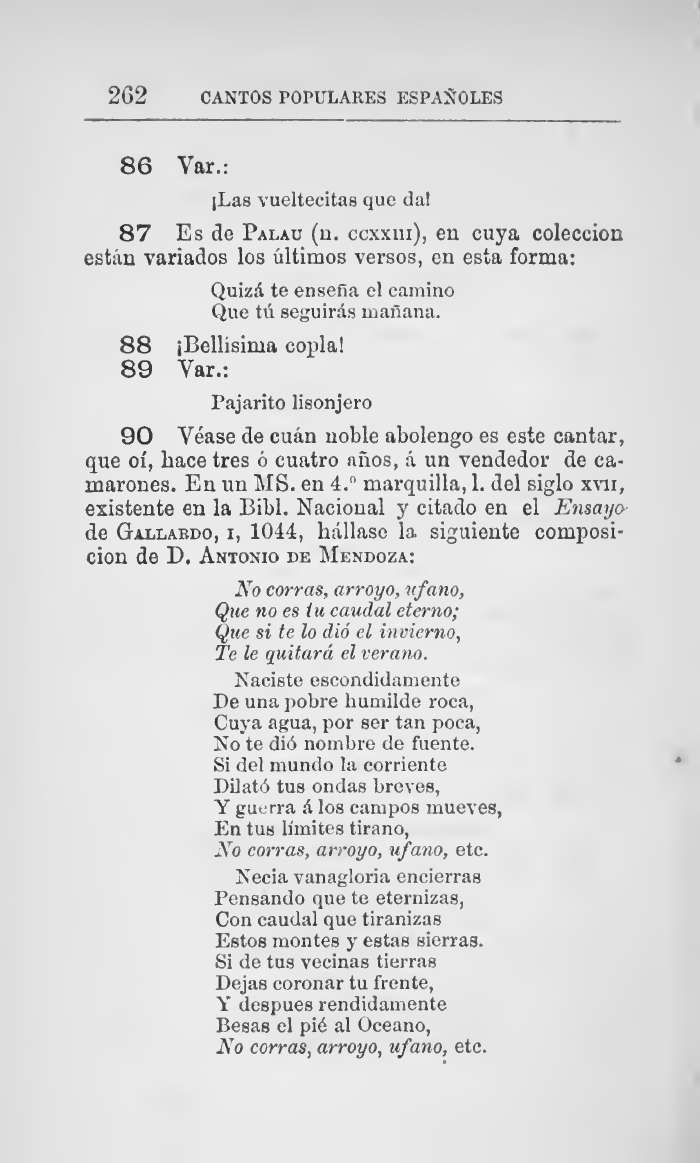 262 CANTOS POPULARES ESPAÑOLES
86 Var.:
¡Las vueltecitas que da!
87 Es de PALAU (n. CCXXIII), en cuya coleccion
están variados los últimos versos, en esta forma:
Quizá te enseña el camino
Que tú seguirás mañana.
88 ¡Bellísima copla!
89 Var.:
Pajarito lisonjero
90 Véase de cuán noble abolengo es este cantar,
que oí, hace tres ó cuatro años, á un vendedor de ca-
marones. En un MS. en 4.º marquilla, l. del siglo XVII,
existente en la Bibl. Nacional y citado en el Ensayo
de GALLARDO, I, 1044, hállase la siguiente composi-
cion de D. ANTONIO DE MENDOZA:
No corras, arroyo, ufano,
Que no es tu caudal eterno;
Que si te lo dió el invierno,
Te le quitará el verano.
Naciste escondidamente
De una pobre humilde roca,
Cuya agua, por ser tan poca,
No te dió nombre de fuente.
Si del mundo la corriente
Dilató tus ondas breves,
Y guerra á los campos mueves,
En tus límites tirano,
No corras, arroyo, ufano, etc.
Necia vanagloria encierras
Pensando que te eternizas,
Con caudal que tiranizas
Estos montes y estas sierras.
Si de tus vecinas tierras
Dejas coronar tu frente,
Y despues rendidamente
Besas el pié al Oceano,
No corras, arroyo, ufano, etc.